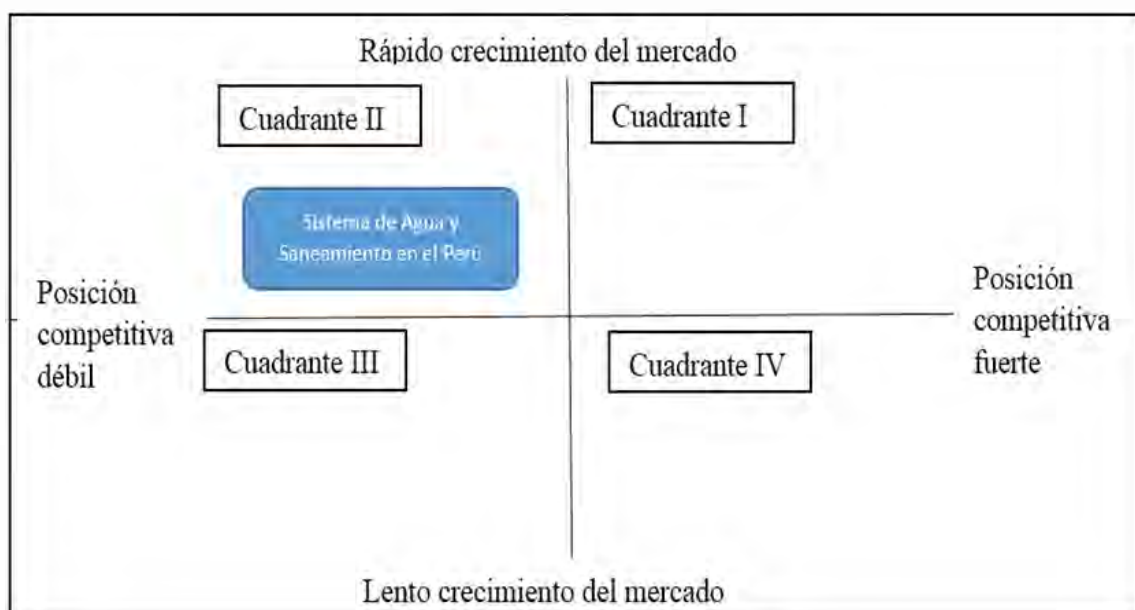 Rápido crecimiento del mercado
Cuadrante II
Cuadrante I
Sistema de Agua y
Saneamiento en el Perú
Posición
competitiva
débil
Posición
competitiva
fuerte
Cuadrante III
Cuadrante IV
Lento crecimiento del mercado